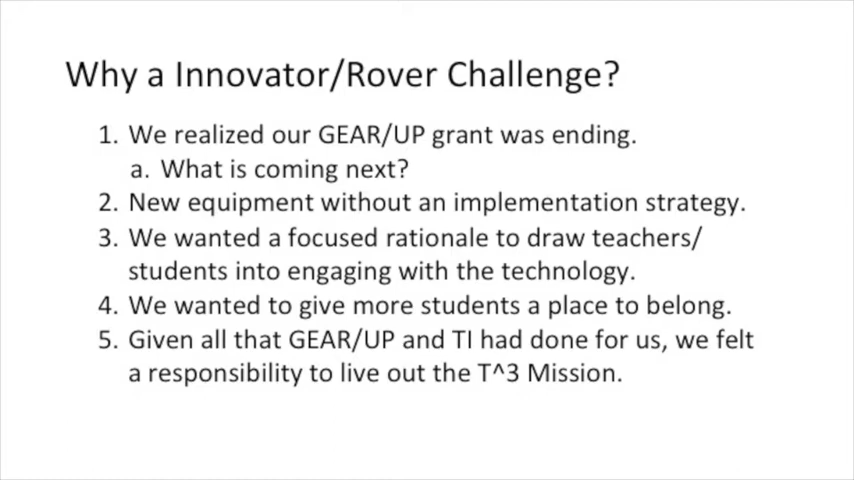 Why a Innovator/Rover Challenge?
1. We realized our GEAR/UP grant was ending.
a. What is coming next?
2. New equipment without an implementation strategy.
3. We wanted a focused rationale to draw teachers/
students into engaging with the technology.
4. We wanted to give more students a place to belong.
5. Given all that GEAR/UP and TI had done for us, we felt
a responsibility to live out the T^3 Mission.